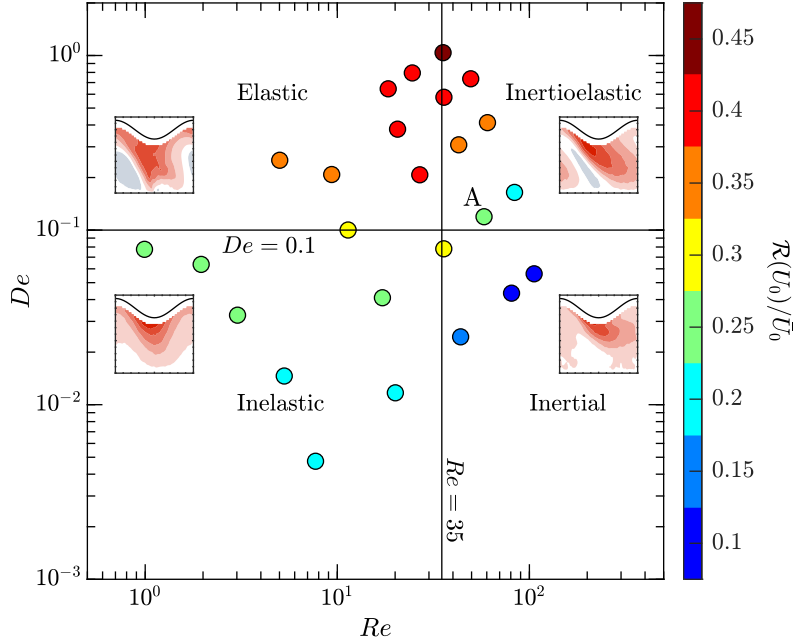 10⁰
10⁻¹
10⁻²
10⁻³
De
Elastic
Inertioelastic
A
De = 0.1
Inelastic
Inertial
Re = 35
10⁰
10¹
10²
Re
0.45
0.4
0.35
0.3
0.25
0.2
0.15
0.1
ℛ(U₀)/Ū₀